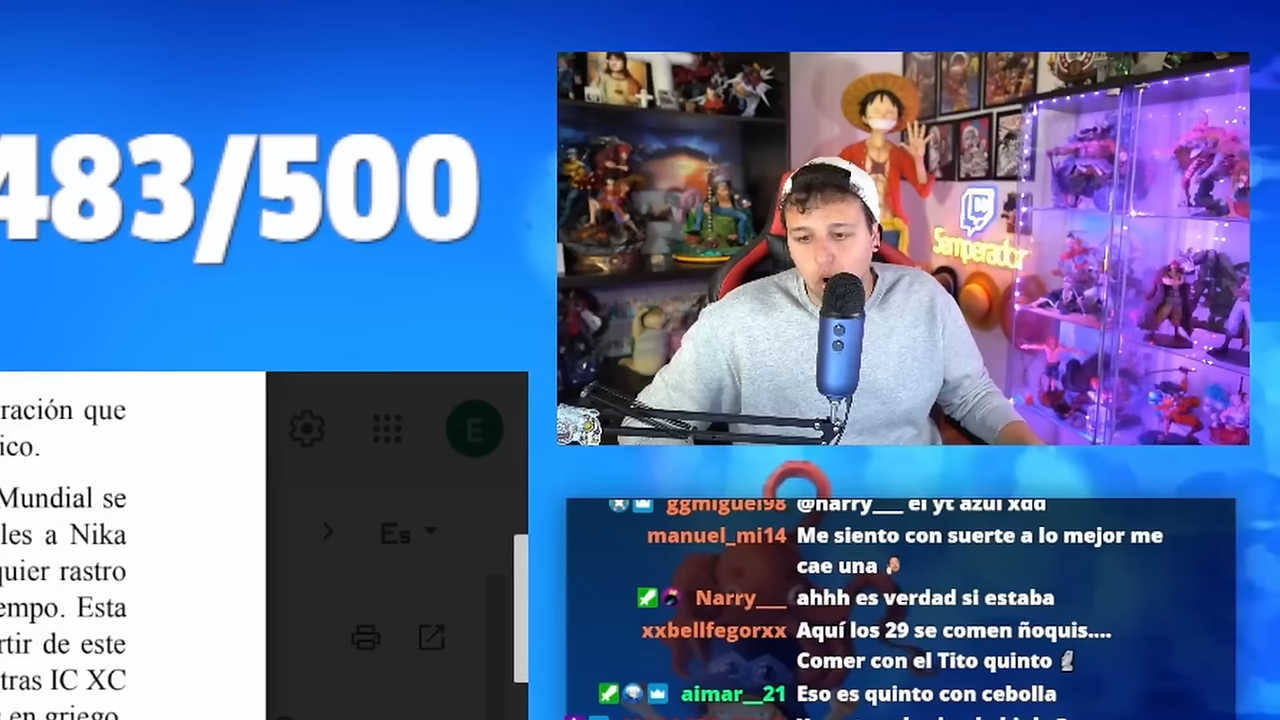 483/500
Semperador
ración que
ico.
Mundial se
les a Nika
quier rastro
empo. Esta
rtir de este
tras IC XC
s en griego.
E
Es
ggmiguel98 @narry___ el yt azul xdd
manuel_mi14 Me siento con suerte a lo mejor me
cae una
Narry___ ahhh es verdad si estaba
xxbellfegorxx Aquí los 29 se comen ñoquis....
Comer con el Tito quinto
aimar__21 Eso es quinto con cebolla